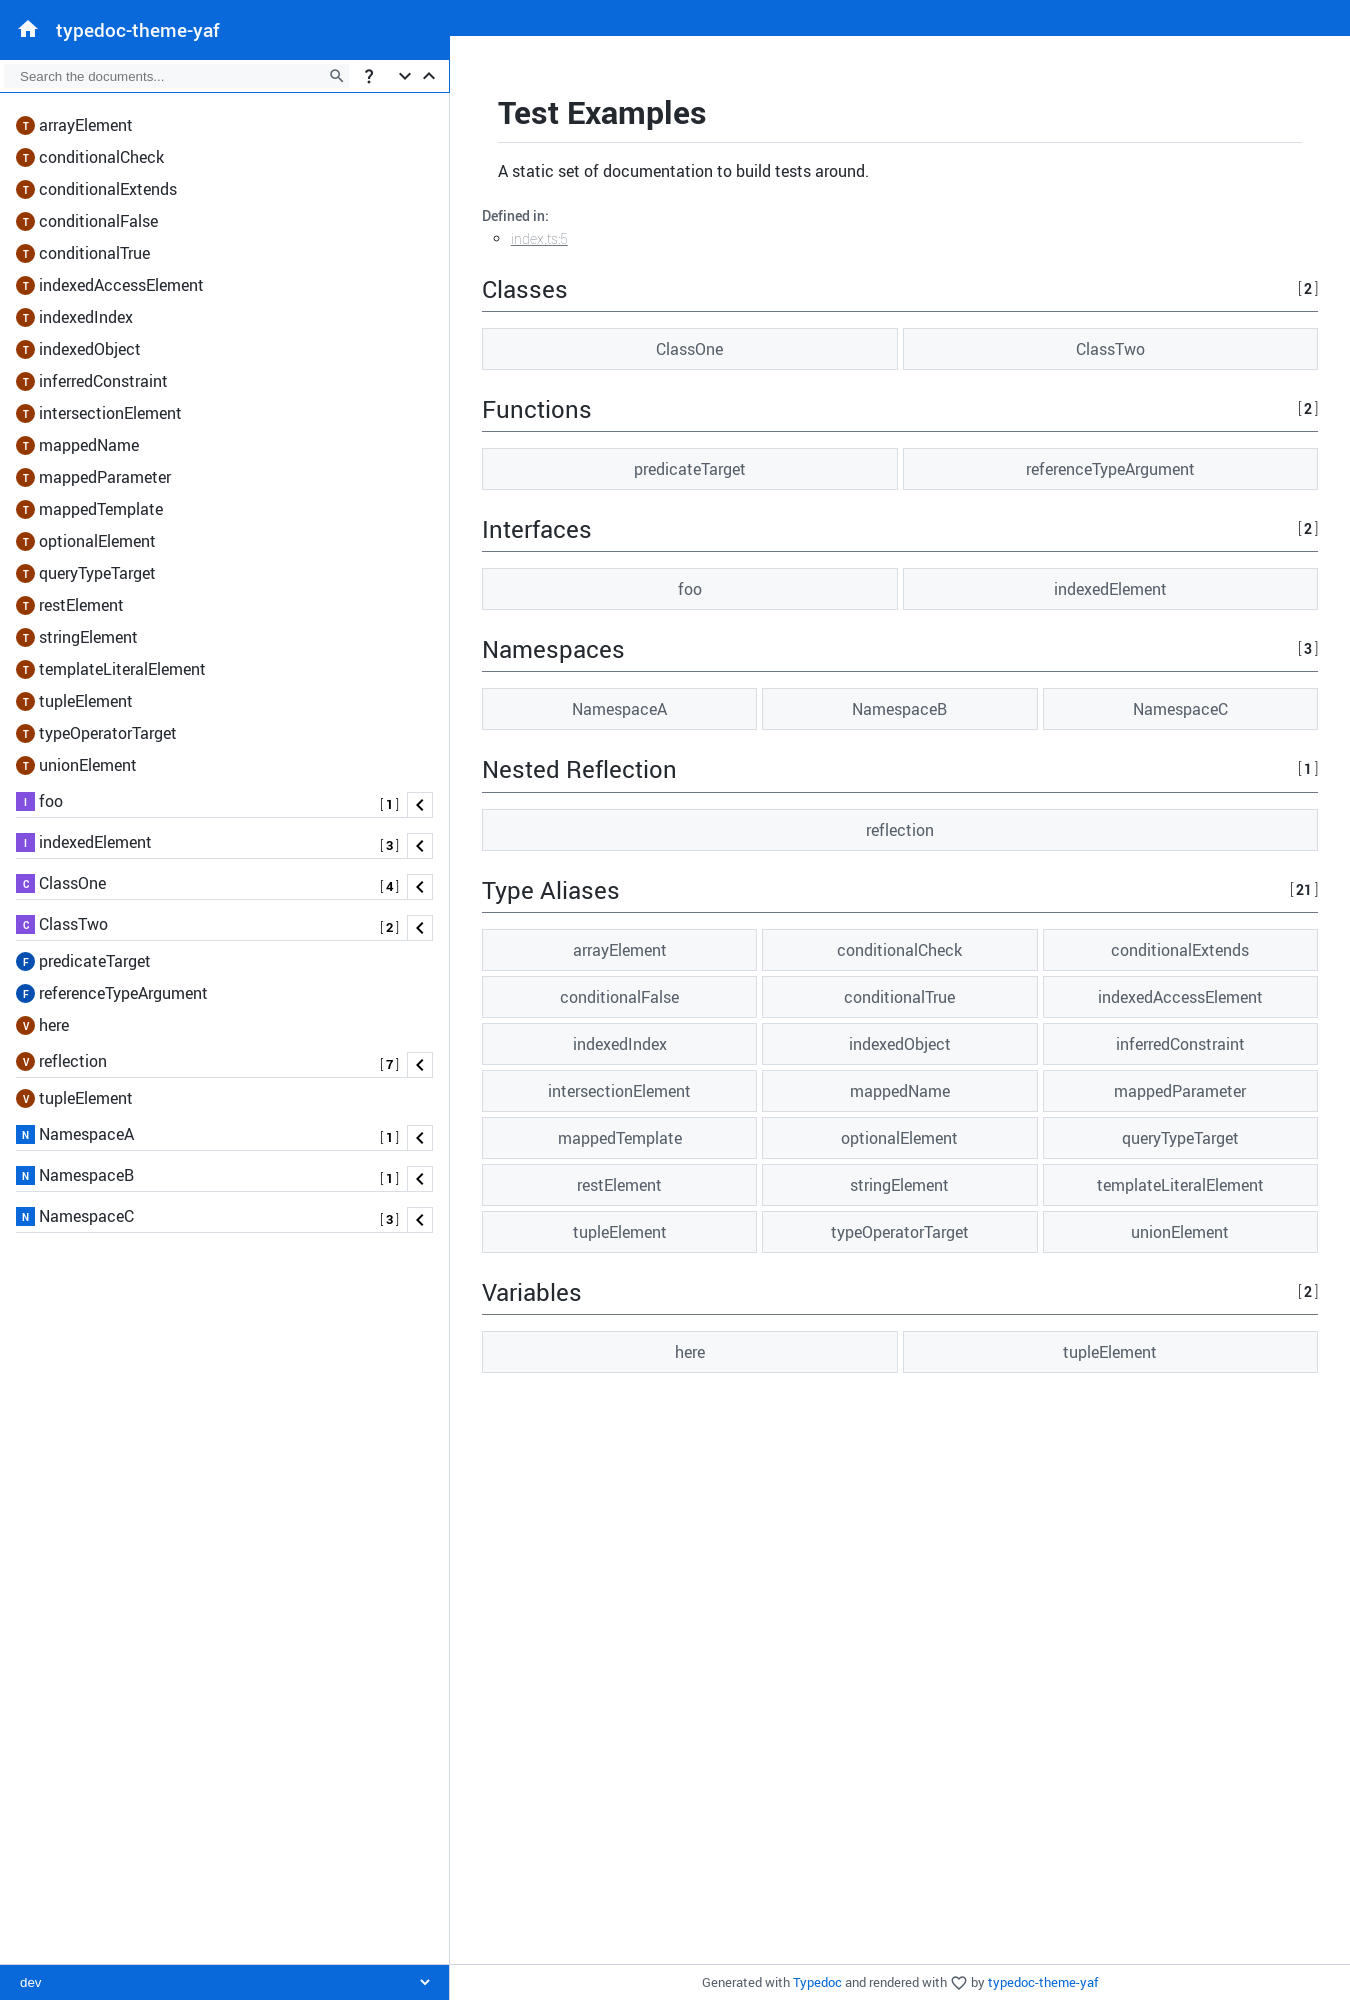 typedoc-theme-yaf
Search the documents...
?
T arrayElement
T conditionalCheck
T conditionalExtends
T conditionalFalse
T conditionalTrue
T indexedAccessElement
T indexedIndex
T indexedObject
T inferredConstraint
T intersectionElement
T mappedName
T mappedParameter
T mappedTemplate
T optionalElement
T queryTypeTarget
T restElement
T stringElement
T templateLiteralElement
T tupleElement
T typeOperatorTarget
T unionElement
I foo [ 1 ]
I indexedElement [ 3 ]
C ClassOne [ 4 ]
C ClassTwo [ 2 ]
F predicateTarget
F referenceTypeArgument
V here
V reflection [ 7 ]
V tupleElement
N NamespaceA [ 1 ]
N NamespaceB [ 1 ]
N NamespaceC [ 3 ]
dev
Test Examples
A static set of documentation to build tests around.
Defined in:
index.ts:5
Classes [ 2 ]
ClassOne ClassTwo
Functions [ 2 ]
predicateTarget referenceTypeArgument
Interfaces [ 2 ]
foo indexedElement
Namespaces [ 3 ]
NamespaceA NamespaceB NamespaceC
Nested Reflection [ 1 ]
reflection
Type Aliases [ 21 ]
arrayElement conditionalCheck conditionalExtends
conditionalFalse conditionalTrue indexedAccessElement
indexedIndex indexedObject inferredConstraint
intersectionElement mappedName mappedParameter
mappedTemplate optionalElement queryTypeTarget
restElement stringElement templateLiteralElement
tupleElement typeOperatorTarget unionElement
Variables [ 2 ]
here tupleElement
Generated with Typedoc and rendered with by typedoc-theme-yaf